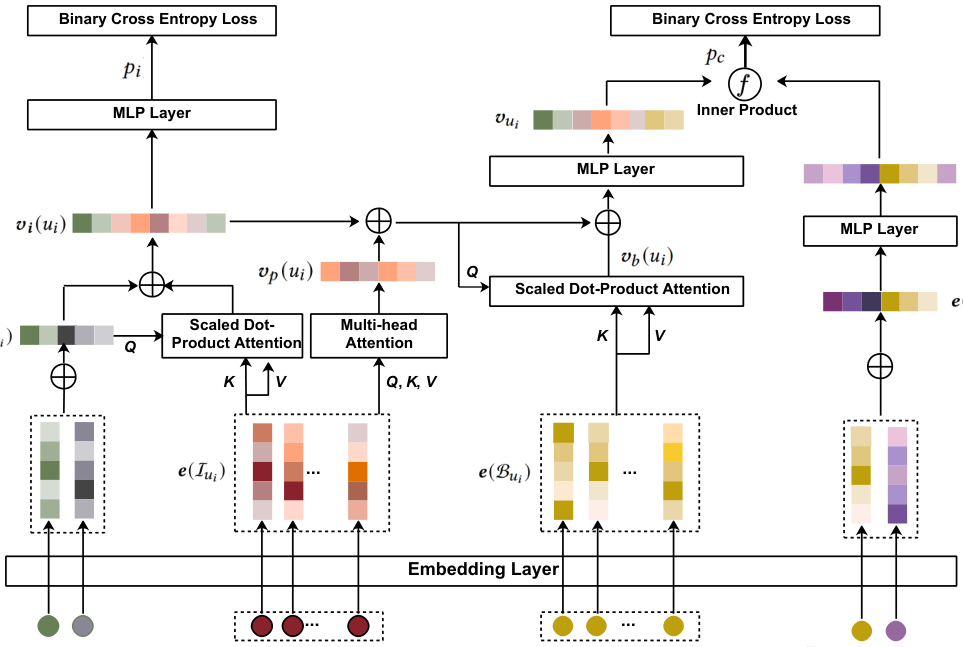 Binary Cross Entropy Loss
Binary Cross Entropy Loss
p_i
p_c
f
MLP Layer
Inner Product
v_{u_i}
MLP Layer
v_i(u_i)
MLP Layer
v_b(u_i)
v_p(u_i)
Q
Scaled Dot-Product Attention
e(
i)
Q
Scaled Dot-
Product Attention
Multi-head
Attention
K
V
K
V
Q, K, V
e(I_{u_i})
...
e(B_{u_i})
...
Embedding Layer
...
...